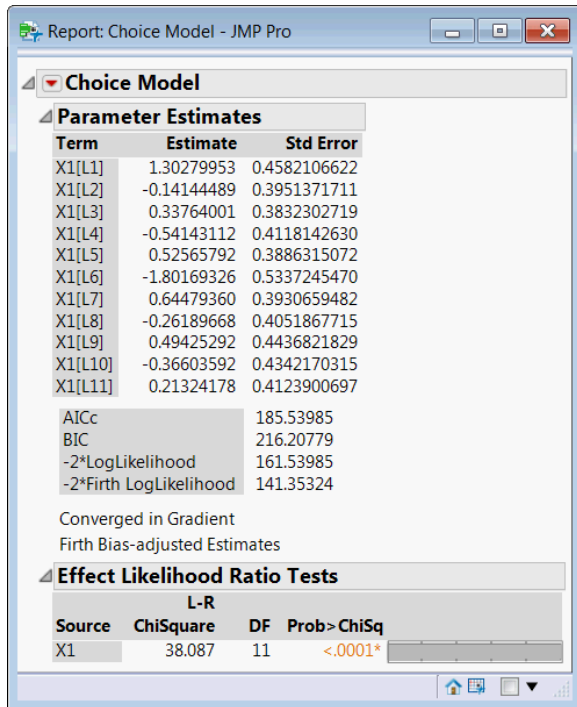 Report: Choice Model - JMP Pro
Choice Model
Parameter Estimates
Term Estimate Std Error
X1[L1] 1.30279953 0.4582106622
X1[L2] -0.14144489 0.3951371711
X1[L3] 0.33764001 0.3832302719
X1[L4] -0.54143112 0.4118142630
X1[L5] 0.52565792 0.3886315072
X1[L6] -1.80169326 0.5337245470
X1[L7] 0.64479360 0.3930659482
X1[L8] -0.26189668 0.4051867715
X1[L9] 0.49425292 0.4436821829
X1[L10] -0.36603592 0.4342170315
X1[L11] 0.21324178 0.4123900697
AICc 185.53985
BIC 216.20779
-2*LogLikelihood 161.53985
-2*Firth LogLikelihood 141.35324
Converged in Gradient
Firth Bias-adjusted Estimates
Effect Likelihood Ratio Tests
L-R
Source ChiSquare DF Prob>ChiSq
X1 38.087 11 <.0001*